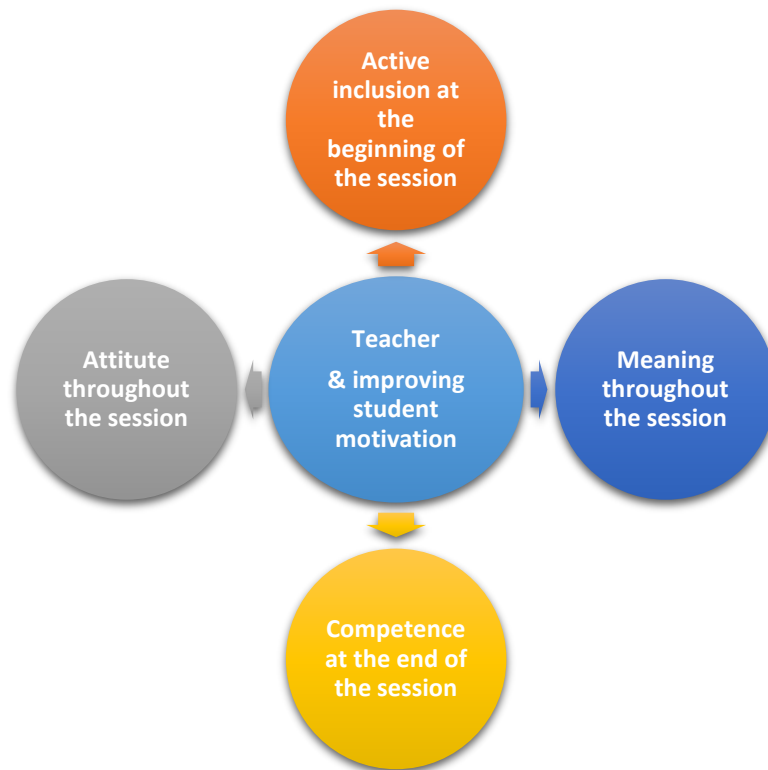 Active
inclusion at
the
beginning of
the session
Attitute
throughout
the session
Teacher
& improving
student
motivation
Meaning
throughout
the session
Competence
at the end of
the session